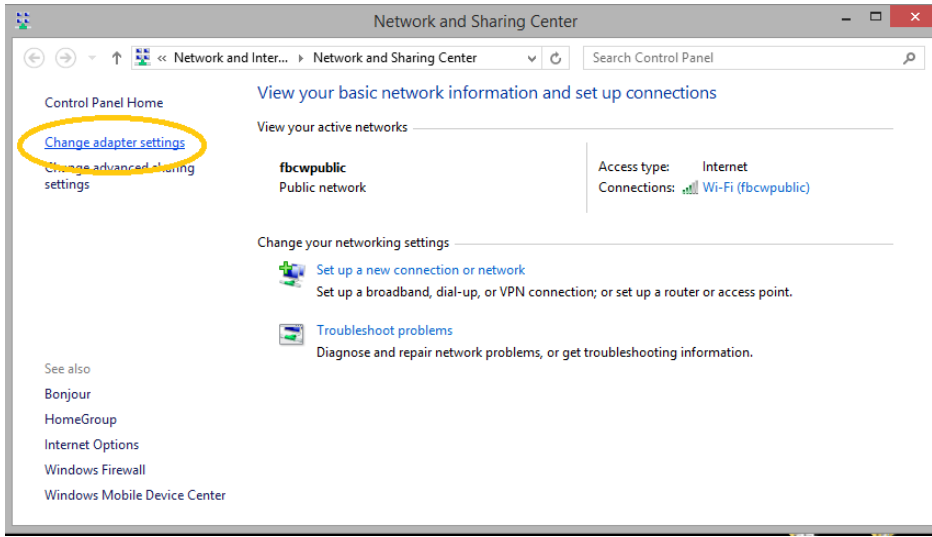 Network and Sharing Center
« Network and Inter... Network and Sharing Center
Search Control Panel
Control Panel Home
Change adapter settings
Change advanced sharing
settings
See also
Bonjour
HomeGroup
Internet Options
Windows Firewall
Windows Mobile Device Center
View your basic network information and set up connections
View your active networks
fbcwpublic
Public network
Access type: Internet
Connections: Wi-Fi (fbcwpublic)
Change your networking settings
Set up a new connection or network
Set up a broadband, dial-up, or VPN connection; or set up a router or access point.
Troubleshoot problems
Diagnose and repair network problems, or get troubleshooting information.